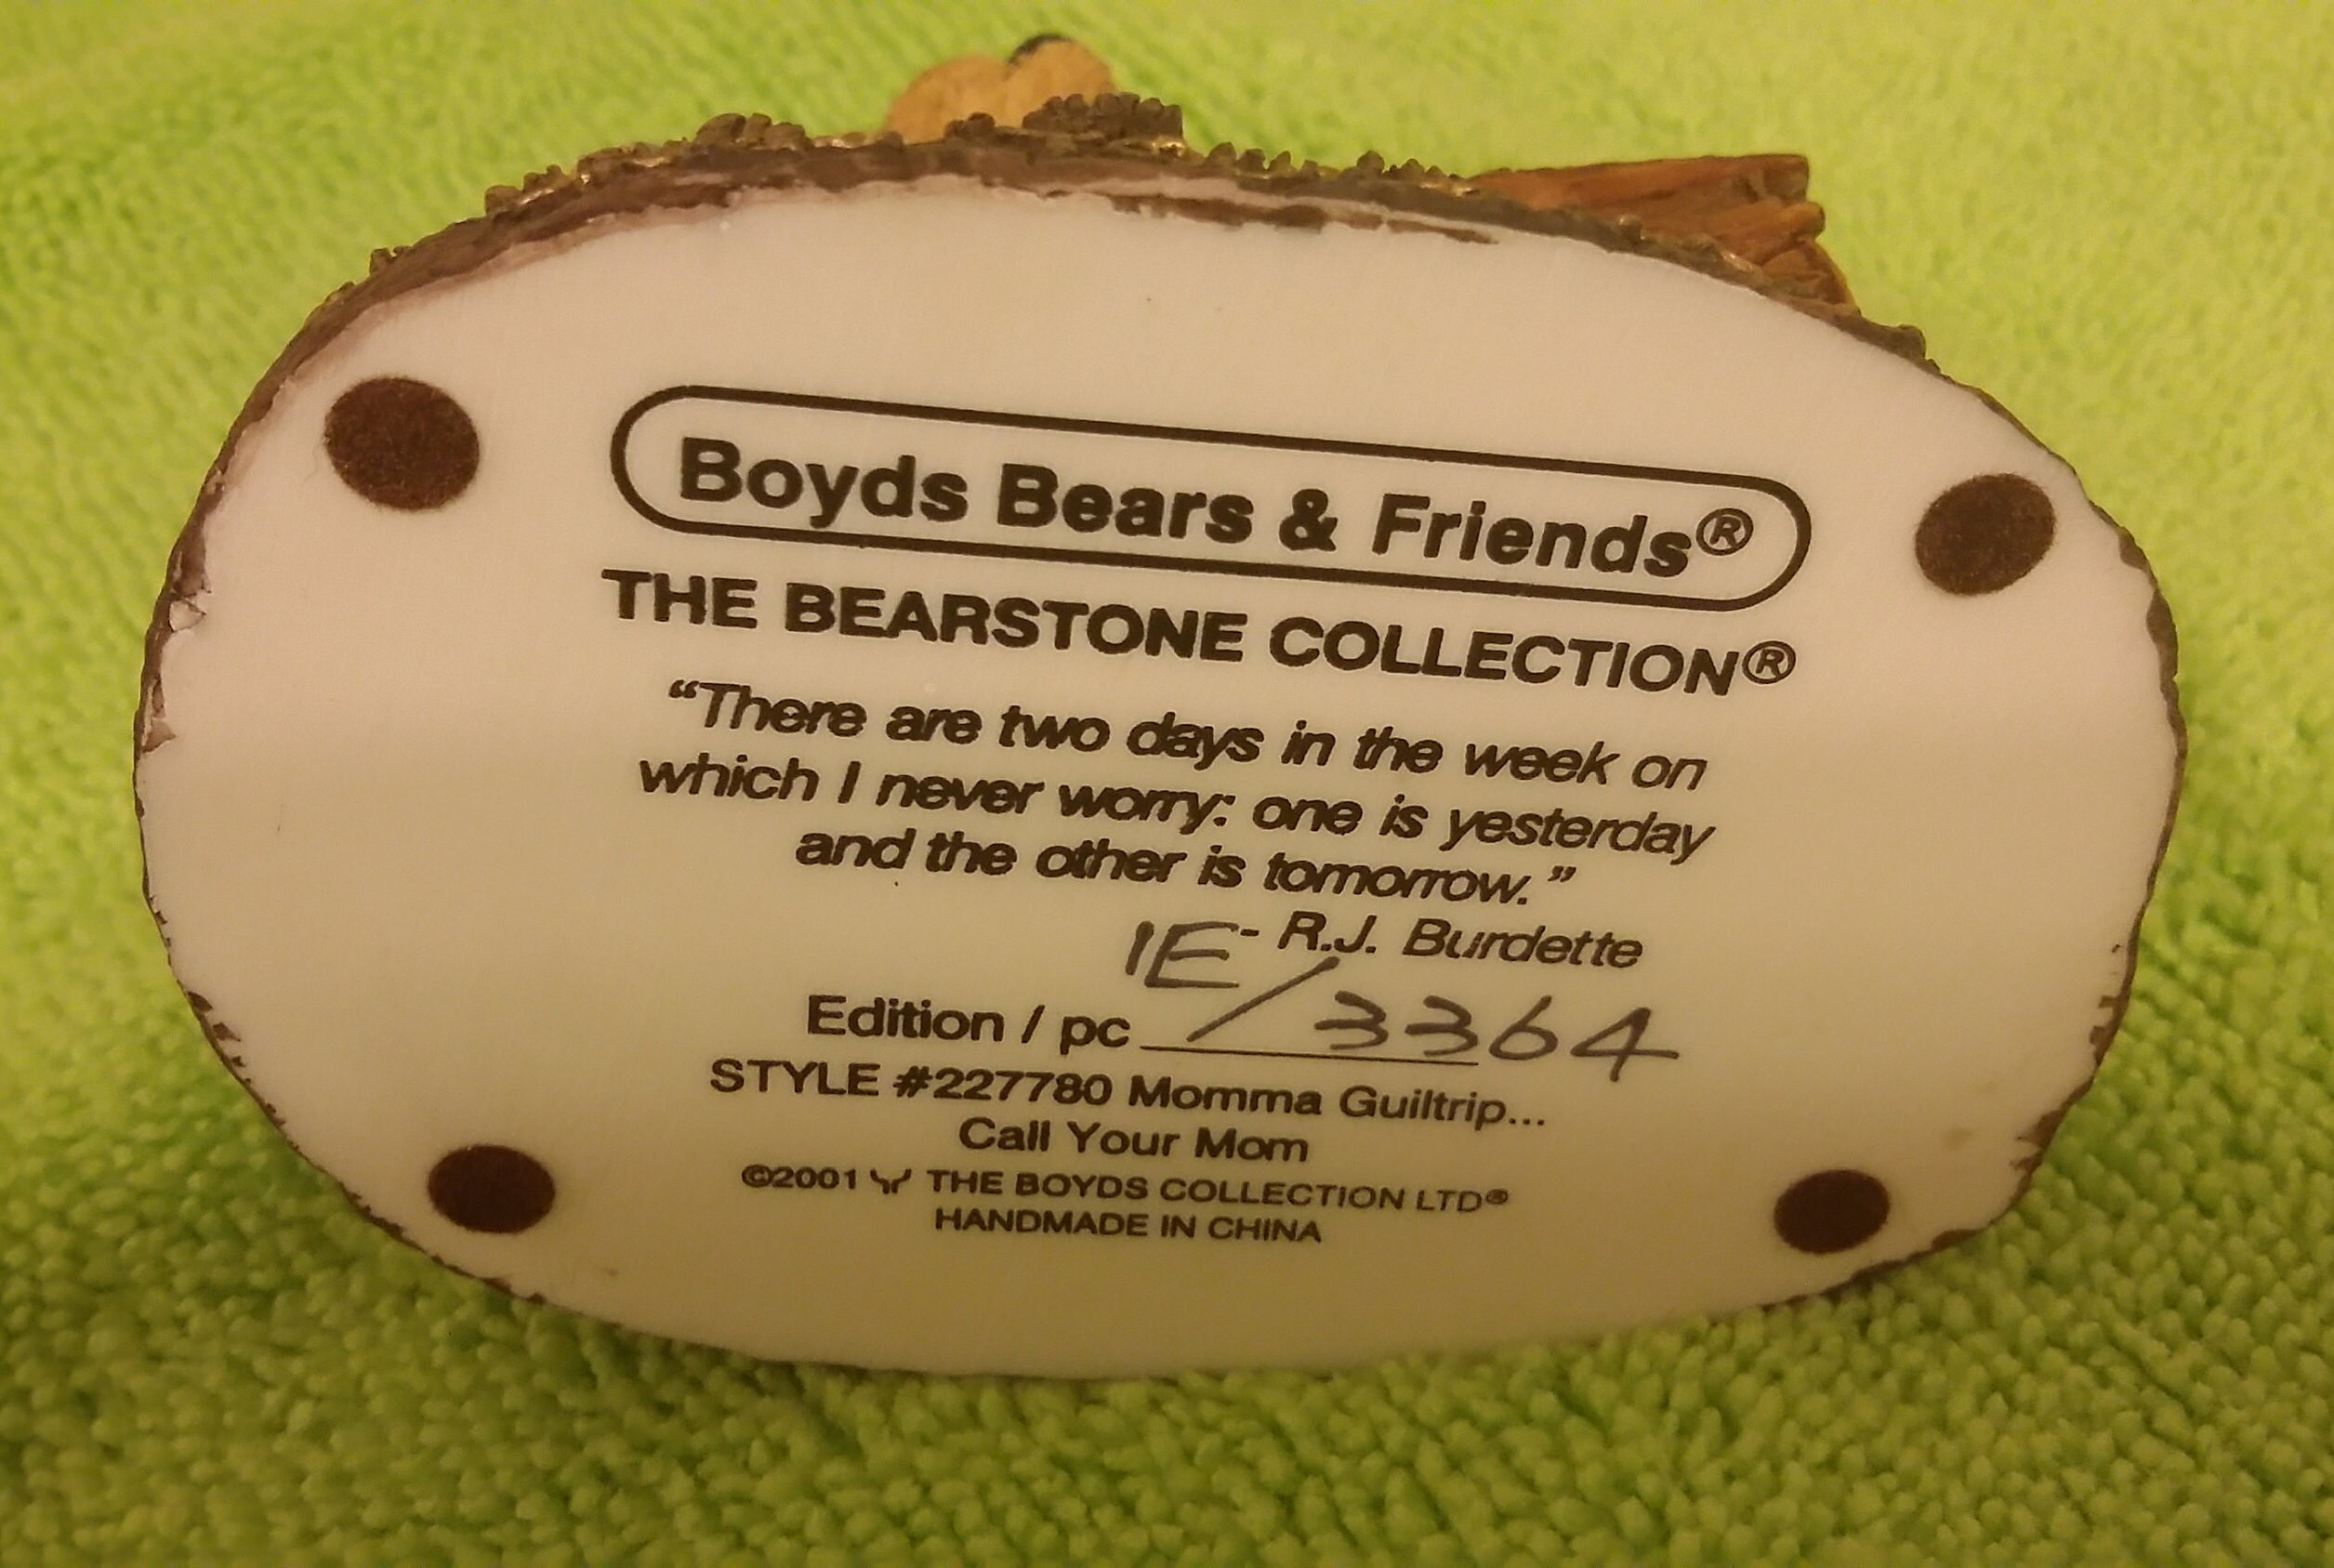 Boyds Bears & Friends®
THE BEARSTONE COLLECTION®
“There are two days in the week on
which I never worry: one is yesterday
and the other is tomorrow.”
- R.J. Burdette
Edition / pc 1E/3364
STYLE #227780 Momma Guiltrip...
Call Your Mom
©2001 THE BOYDS COLLECTION LTD®
HANDMADE IN CHINA